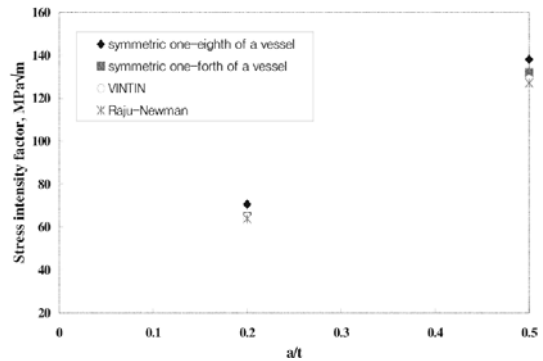 160
140
120
100
80
60
40
20
Stress intensity factor, MPa√m
symmetric one-eighth of a vessel
symmetric one-forth of a vessel
VINTIN
Raju-Newman
0 0.1 0.2 0.3 0.4 0.5
a/t